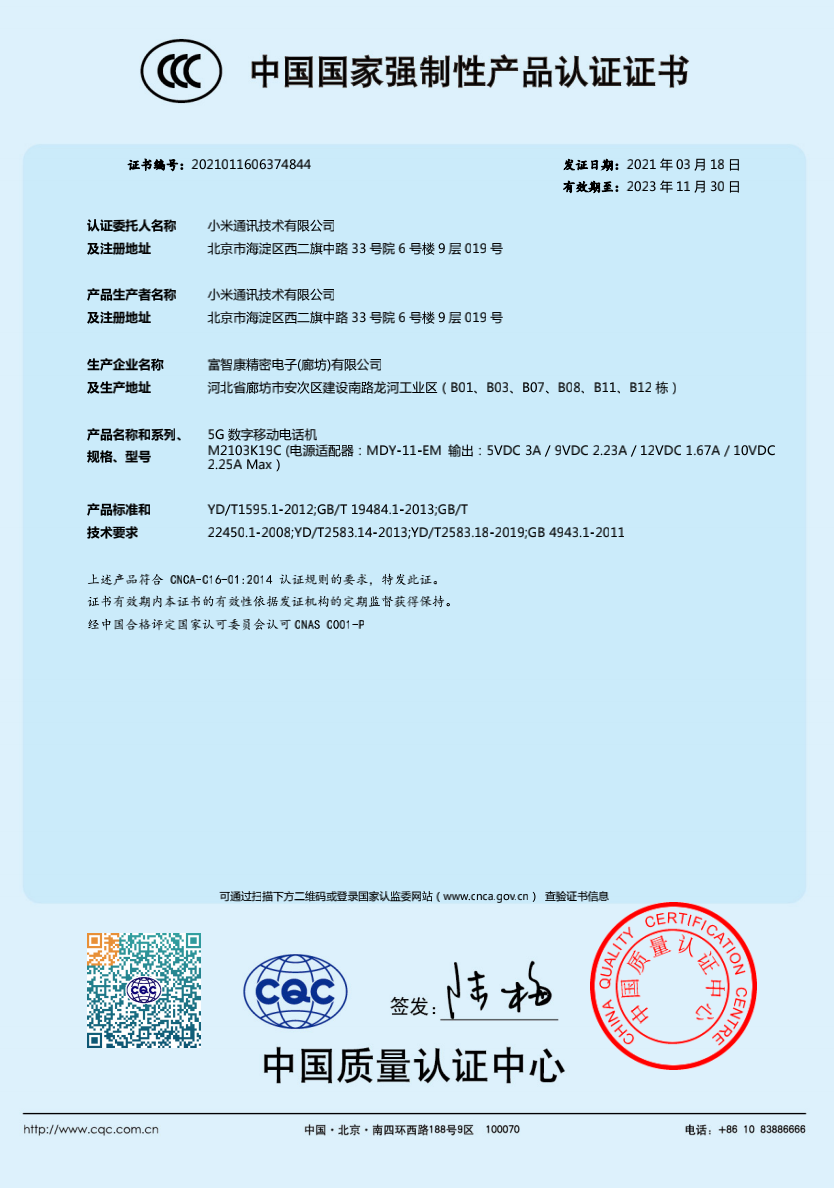 CCC 中国国家强制性产品认证证书
证书编号：2021011606374844
发证日期：2021 年 03 月 18 日
有效期至：2023 年 11 月 30 日
认证委托人名称 小米通讯技术有限公司
及注册地址 北京市海淀区西二旗中路 33 号院 6 号楼 9 层 019 号
产品生产者名称 小米通讯技术有限公司
及注册地址 北京市海淀区西二旗中路 33 号院 6 号楼 9 层 019 号
生产企业名称 富智康精密电子(廊坊)有限公司
及生产地址 河北省廊坊市安次区建设南路龙河工业区（B01、B03、B07、B08、B11、B12 栋）
产品名称和系列、 5G 数字移动电话机
规格、型号 M2103K19C (电源适配器：MDY-11-EM 输出：5VDC 3A / 9VDC 2.23A / 12VDC 1.67A / 10VDC
2.25A Max）
产品标准和 YD/T1595.1-2012;GB/T 19484.1-2013;GB/T
技术要求 22450.1-2008;YD/T2583.14-2013;YD/T2583.18-2019;GB 4943.1-2011
上述产品符合 CNCA-C16-01:2014 认证规则的要求，特发此证。
证书有效期内本证书的有效性依据发证机构的定期监督获得保持。
经中国合格评定国家认可委员会认可 CNAS C001-P
可通过扫描下方二维码或登录国家认监委网站（www.cnca.gov.cn） 查验证书信息
CQC
CQC
签发： 陆梅
CHINA QUALITY CERTIFICATION CENTRE
中国质量认证中心
中国质量认证中心
http://www.cqc.com.cn
中国·北京·南四环西路188号9区 100070
电话：+86 10 83886666